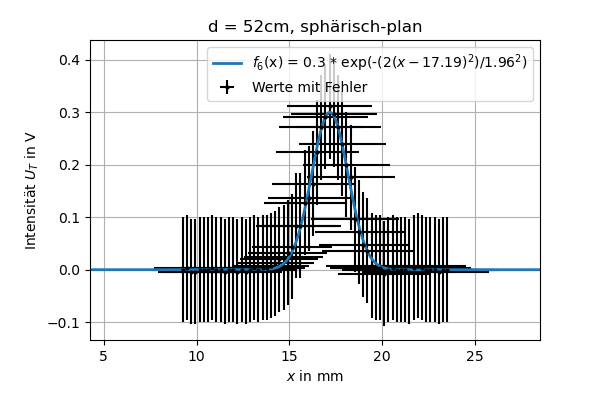 d = 52cm, sphärisch-plan
f₆(x) = 0.3 * exp(-(2(x − 17.19)²)/1.96²)
Werte mit Fehler
Intensität U_T in V
0.4
0.3
0.2
0.1
0.0
−0.1
5 10 15 20 25
x in mm